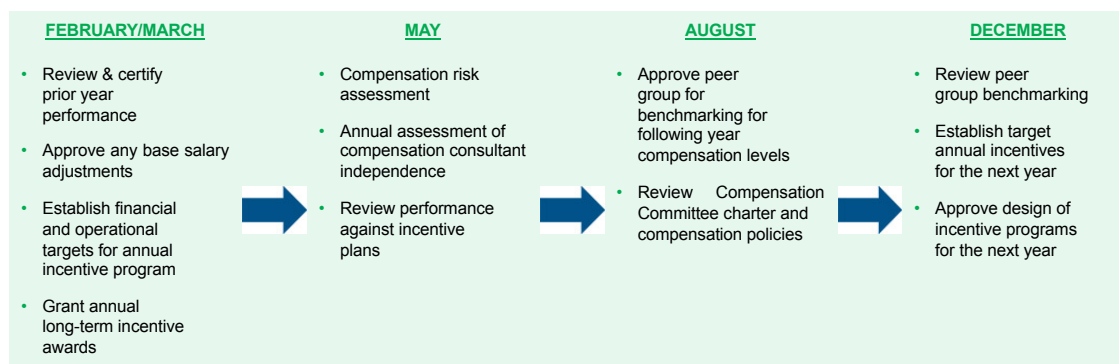 FEBRUARY/MARCH
• Review & certify
prior year
performance
• Approve any base salary
adjustments
• Establish financial
and operational
targets for annual
incentive program
• Grant annual
long-term incentive
awards
MAY
• Compensation risk
assessment
• Annual assessment of
compensation consultant
independence
• Review performance
against incentive
plans
AUGUST
• Approve peer
group for
benchmarking for
following year
compensation levels
• Review Compensation
Committee charter and
compensation policies
DECEMBER
• Review peer
group benchmarking
• Establish target
annual incentives
for the next year
• Approve design of
incentive programs
for the next year